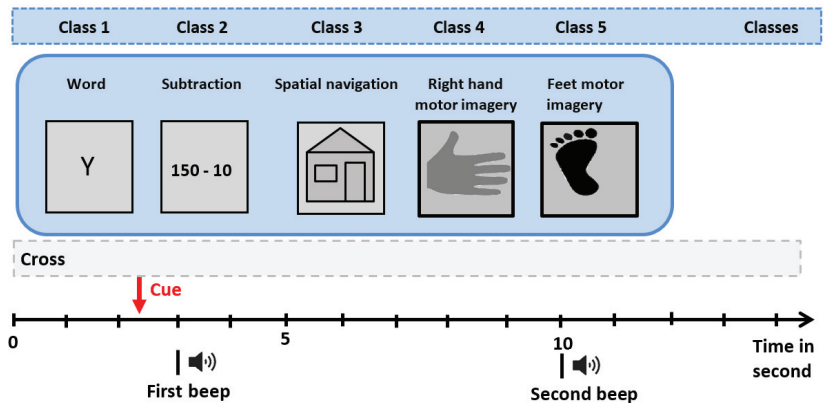 Class 1 Class 2 Class 3 Class 4 Class 5 Classes
Word Subtraction Spatial navigation Right hand motor imagery Feet motor imagery
Y
150 - 10
Cross
Cue
0 5 10
Time in
second
First beep
Second beep